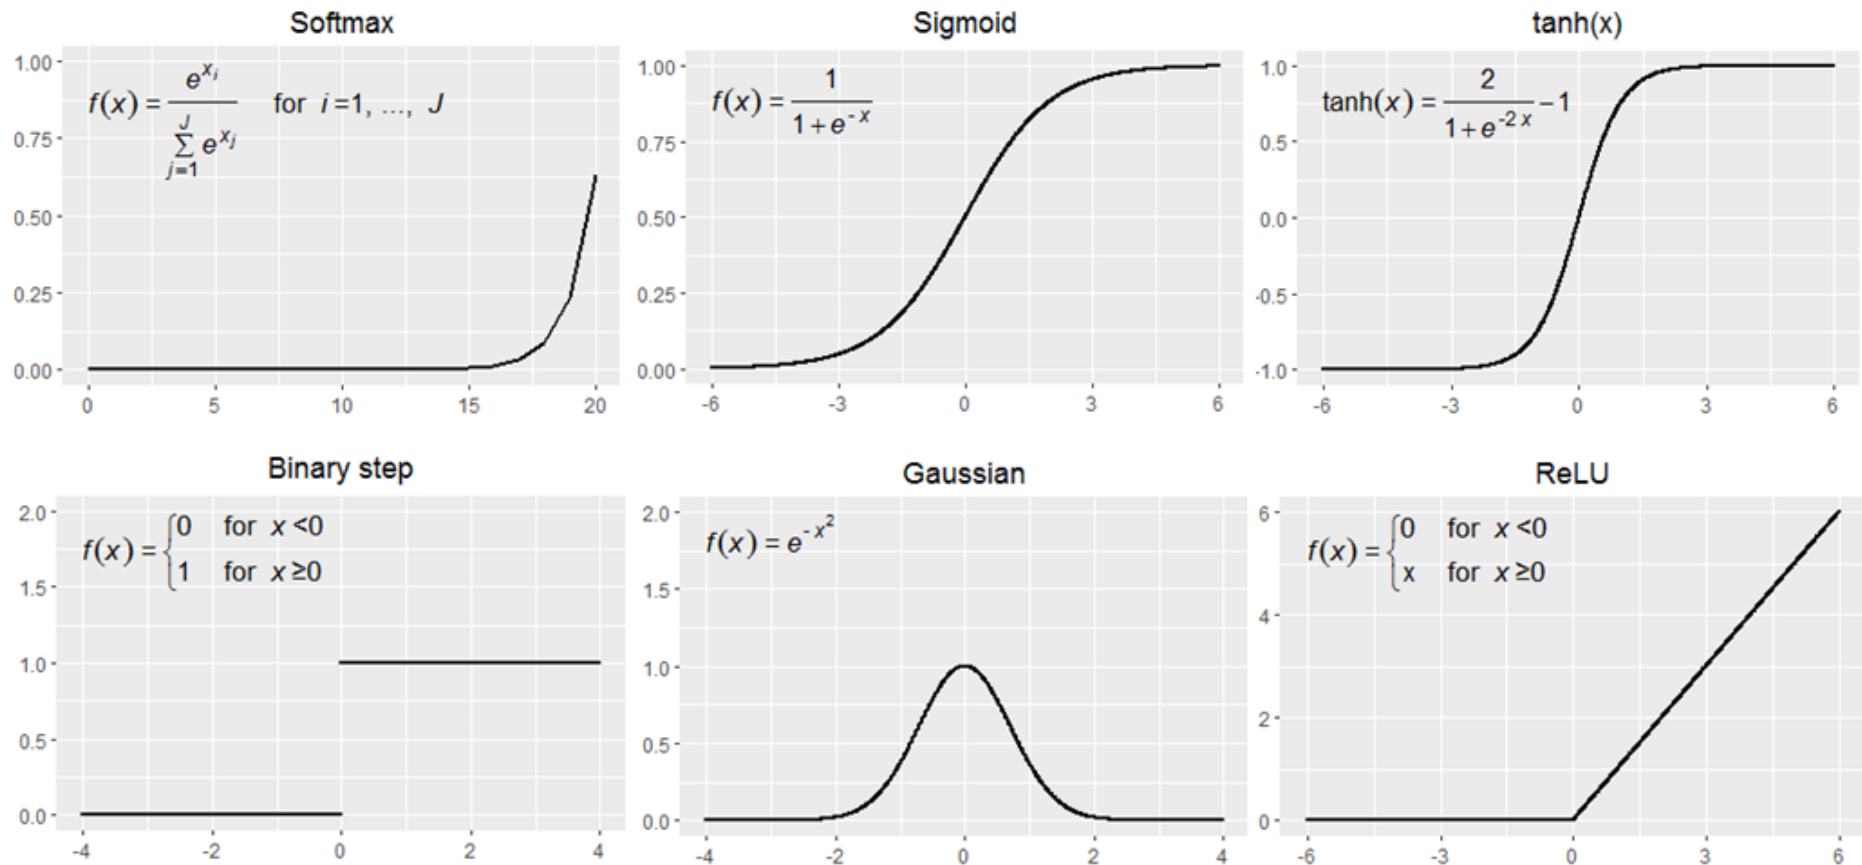 Softmax
1.00
0.75
0.50
0.25
0.00
f(x) = e^{x_i} / ∑_{j=1}^{J} e^{x_j} for i =1, ..., J
0 5 10 15 20
Sigmoid
1.00
0.75
0.50
0.25
0.00
f(x) = 1 / (1 + e^{-x})
-6 -3 0 3 6
tanh(x)
1.0
0.5
0.0
-0.5
-1.0
tanh(x) = 2 / (1 + e^{-2x}) − 1
-6 -3 0 3 6
Binary step
2.0
1.5
1.0
0.5
0.0
f(x) = { 0 for x <0
1 for x ≥0
-4 -2 0 2 4
Gaussian
2.0
1.5
1.0
0.5
0.0
f(x) = e^{-x^2}
-4 -2 0 2 4
ReLU
6
4
2
0
f(x) = { 0 for x <0
x for x ≥0
-6 -3 0 3 6